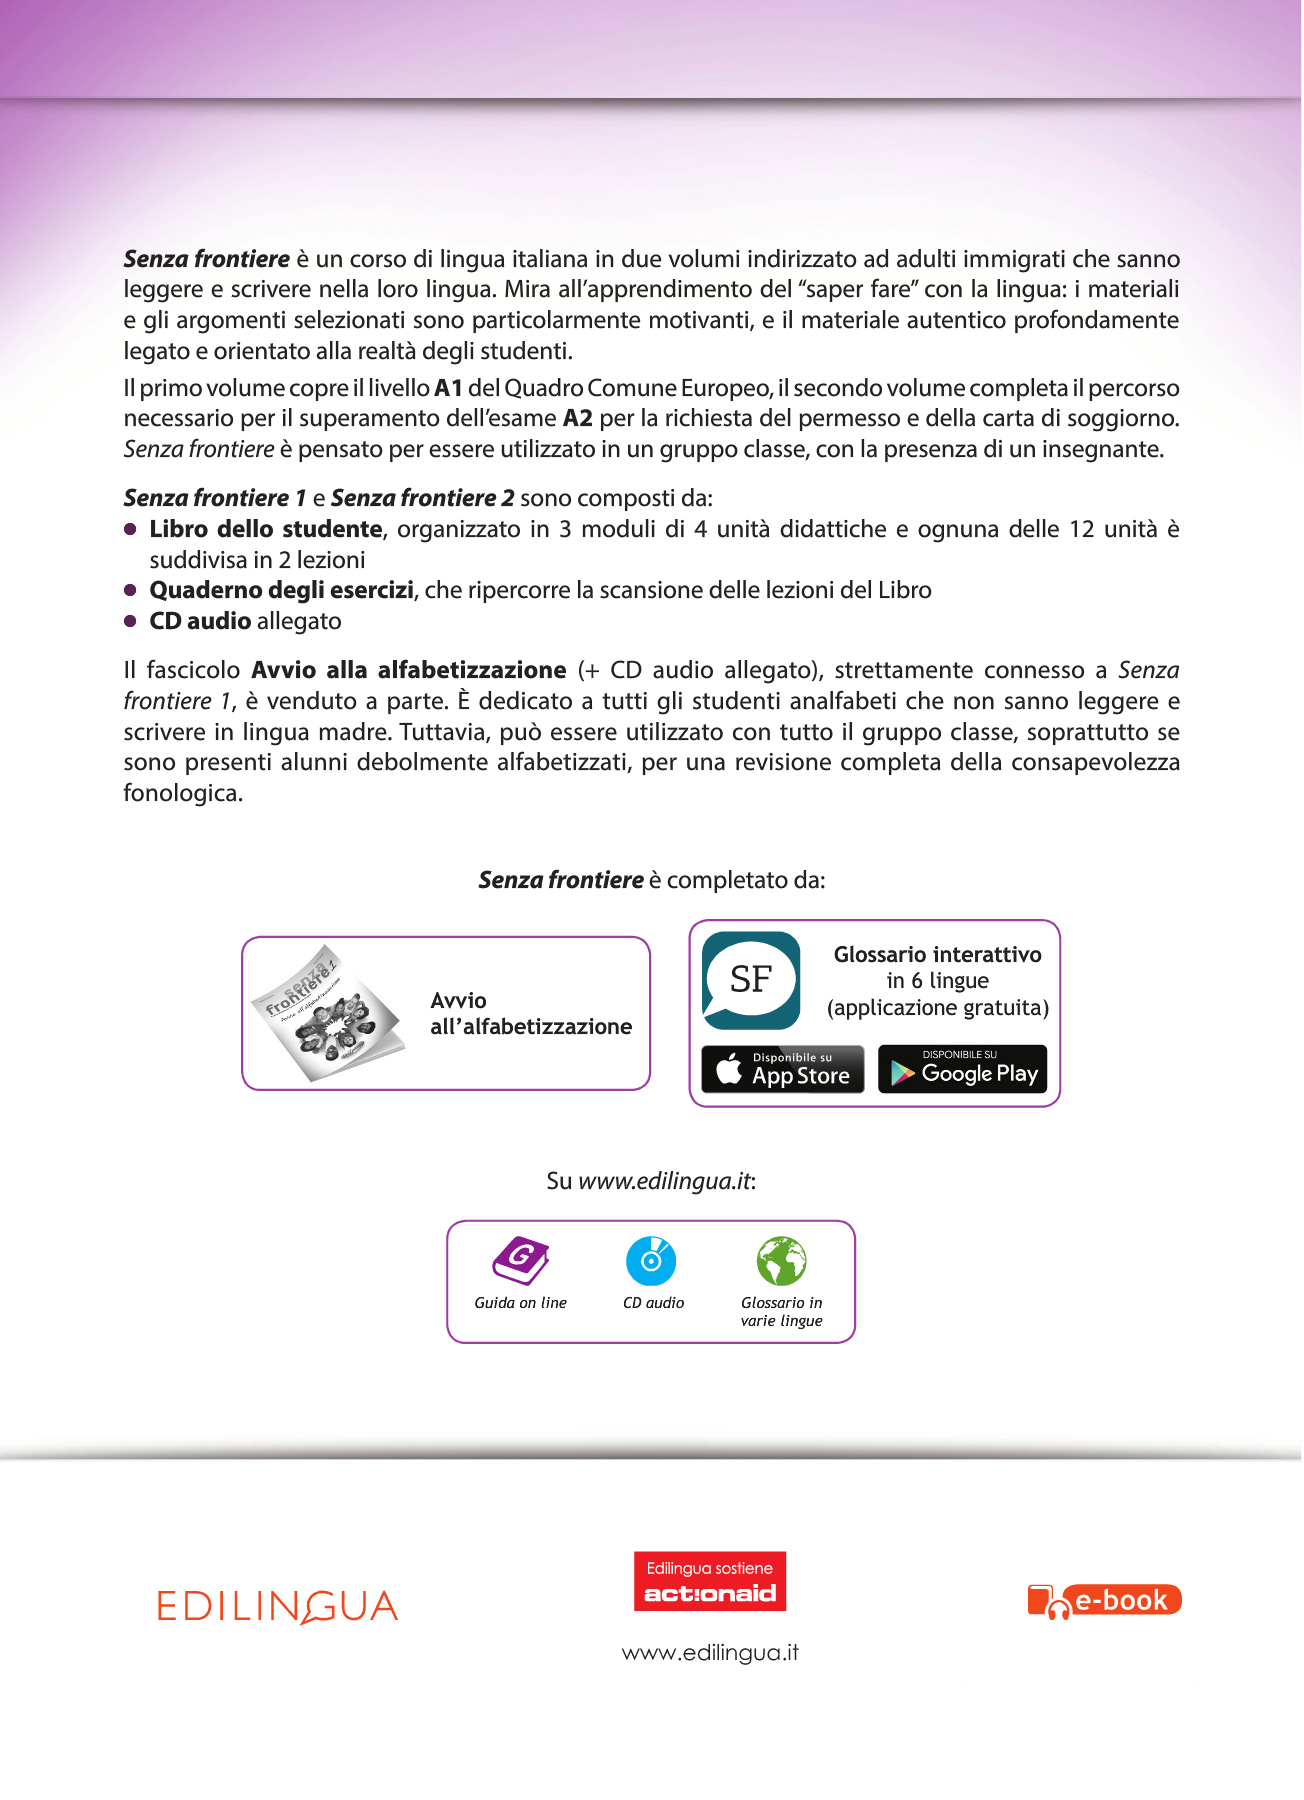 Senza frontiere è un corso di lingua italiana in due volumi indirizzato ad adulti immigrati che sanno
leggere e scrivere nella loro lingua. Mira all’apprendimento del “saper fare” con la lingua: i materiali
e gli argomenti selezionati sono particolarmente motivanti, e il materiale autentico profondamente
legato e orientato alla realtà degli studenti.
Il primo volume copre il livello A1 del Quadro Comune Europeo, il secondo volume completa il percorso
necessario per il superamento dell’esame A2 per la richiesta del permesso e della carta di soggiorno.
Senza frontiere è pensato per essere utilizzato in un gruppo classe, con la presenza di un insegnante.
Senza frontiere 1 e Senza frontiere 2 sono composti da:
● Libro dello studente, organizzato in 3 moduli di 4 unità didattiche e ognuna delle 12 unità è
suddivisa in 2 lezioni
● Quaderno degli esercizi, che ripercorre la scansione delle lezioni del Libro
● CD audio allegato
Il fascicolo Avvio alla alfabetizzazione (+ CD audio allegato), strettamente connesso a Senza
frontiere 1, è venduto a parte. È dedicato a tutti gli studenti analfabeti che non sanno leggere e
scrivere in lingua madre. Tuttavia, può essere utilizzato con tutto il gruppo classe, soprattutto se
sono presenti alunni debolmente alfabetizzati, per una revisione completa della consapevolezza
fonologica.
Senza frontiere è completato da:
senza
frontiere 1
Avvio all'alfabetizzazione
Avvio
all’alfabetizzazione
SF
Glossario interattivo
in 6 lingue
(applicazione gratuita)
Disponibile su
App Store
DISPONIBILE SU
Google Play
Su www.edilingua.it:
G
Guida on line
CD audio
Glossario in
varie lingue
EDILINGUA
Edilingua sostiene
act:onaid
www.edilingua.it
e-book